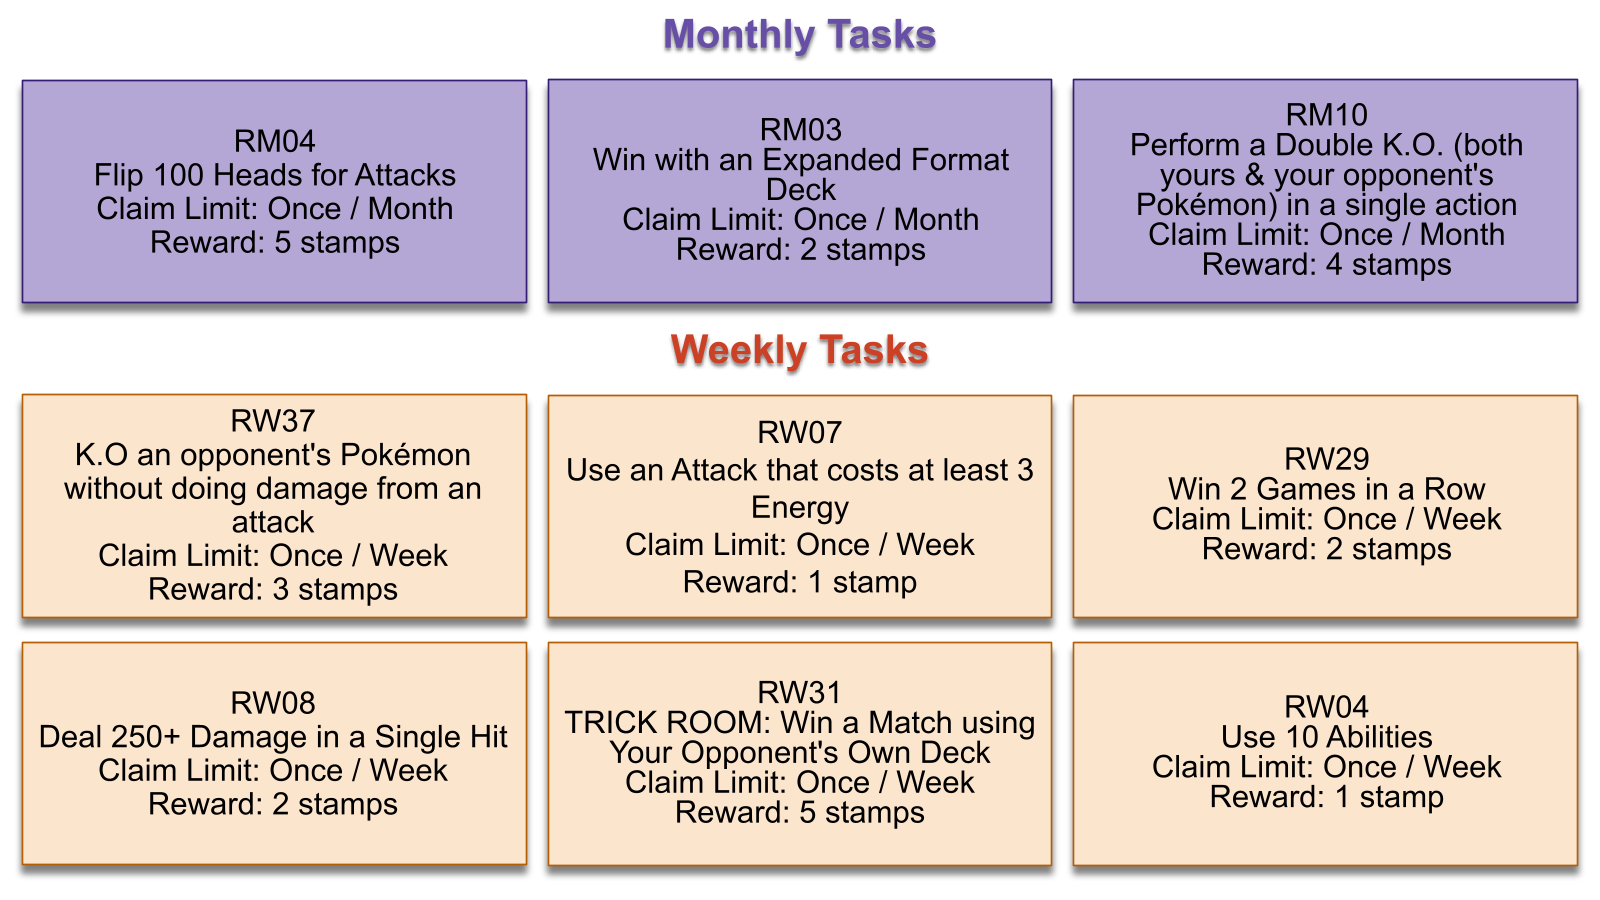 Monthly Tasks
RM04
Flip 100 Heads for Attacks
Claim Limit: Once / Month
Reward: 5 stamps
RM03
Win with an Expanded Format
Deck
Claim Limit: Once / Month
Reward: 2 stamps
RM10
Perform a Double K.O. (both
yours & your opponent's
Pokémon) in a single action
Claim Limit: Once / Month
Reward: 4 stamps
Weekly Tasks
RW37
K.O an opponent's Pokémon
without doing damage from an
attack
Claim Limit: Once / Week
Reward: 3 stamps
RW07
Use an Attack that costs at least 3
Energy
Claim Limit: Once / Week
Reward: 1 stamp
RW29
Win 2 Games in a Row
Claim Limit: Once / Week
Reward: 2 stamps
RW08
Deal 250+ Damage in a Single Hit
Claim Limit: Once / Week
Reward: 2 stamps
RW31
TRICK ROOM: Win a Match using
Your Opponent's Own Deck
Claim Limit: Once / Week
Reward: 5 stamps
RW04
Use 10 Abilities
Claim Limit: Once / Week
Reward: 1 stamp